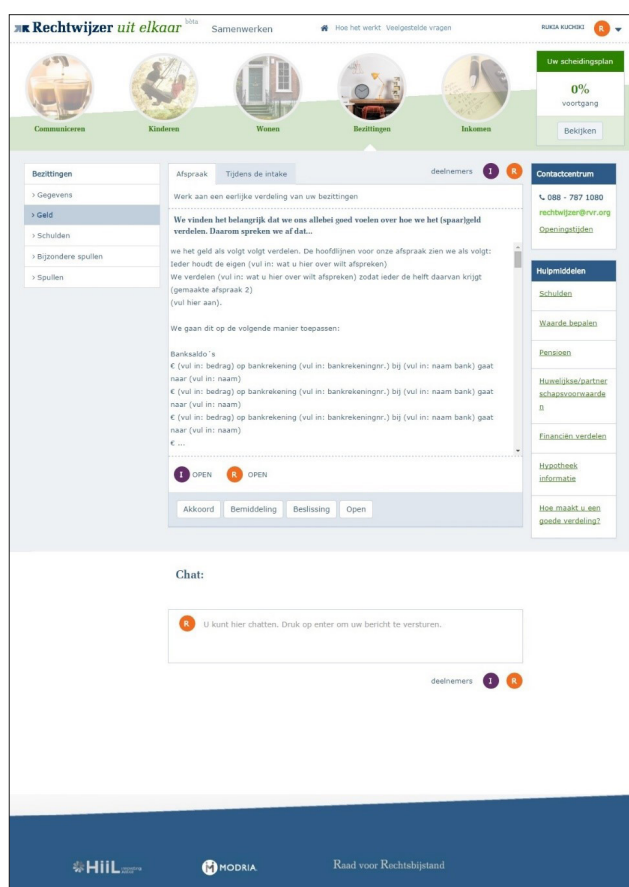 Rechtwijzer uit elkaar bèta
Samenwerken
Hoe het werkt Veelgestelde vragen
RUKIA KUCHIKI R
Communiceren
Kinderen
Wonen
Bezittingen
Inkomen
Uw scheidingsplan
0%
voortgang
Bekijken
Bezittingen
> Gegevens
> Geld
> Schulden
> Bijzondere spullen
> Spullen
Afspraak
Tijdens de intake
deelnemers I R
Werk aan een eerlijke verdeling van uw bezittingen
We vinden het belangrijk dat we ons allebei goed voelen over hoe we het [spaar]geld
verdelen. Daarom spreken we af dat...
we het geld als volgt volgt verdelen. De hoofdlijnen voor onze afspraak zien we als volgt:
Ieder houdt de eigen (vul in: wat u hier over wilt afspreken)
We verdelen (vul in: wat u hier over wilt afspreken) zodat ieder de helft daarvan krijgt
(gemaakte afspraak 2)
(vul hier aan).
We gaan dit op de volgende manier toepassen:
Banksaldo´s
€ (vul in: bedrag) op bankrekening (vul in: bankrekeningnr.) bij (vul in: naam bank) gaat
naar (vul in: naam)
€ (vul in: bedrag) op bankrekening (vul in: bankrekeningnr.) bij (vul in: naam bank) gaat
naar (vul in: naam)
€ (vul in: bedrag) op bankrekening (vul in: bankrekeningnr.) bij (vul in: naam bank) gaat
naar (vul in: naam)
€ ...
I OPEN R OPEN
Akkoord
Bemiddeling
Beslissing
Open
Contactcentrum
088 - 787 1080
rechtwijzer@rvr.org
Openingstijden
Hulpmiddelen
Schulden
Waarde bepalen
Pensioen
Huwelijkse/partner
schapsvoorwaarde
n
Financiën verdelen
Hypotheek
informatie
Hoe maakt u een
goede verdeling?
Chat:
R U kunt hier chatten. Druk op enter om uw bericht te versturen.
deelnemers I R
HiiL
MODRIA
Raad voor Rechtsbijstand